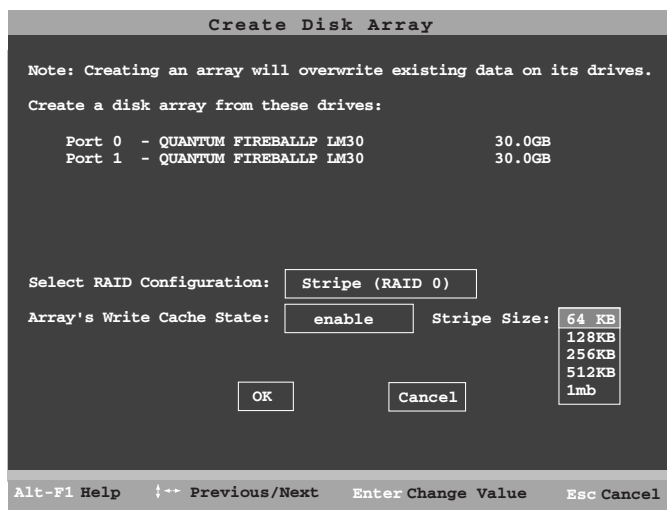 Create Disk Array
Note: Creating an array will overwrite existing data on its drives.
Create a disk array from these drives:
Port 0 - QUANTUM FIREBALLP LM30 30.0GB
Port 1 - QUANTUM FIREBALLP LM30 30.0GB
Select RAID Configuration: Stripe (RAID 0)
Array's Write Cache State: enable Stripe Size: 64 KB
128KB
256KB
512KB
1mb
OK Cancel
Alt-F1 Help ↕↔ Previous/Next Enter Change Value Esc Cancel